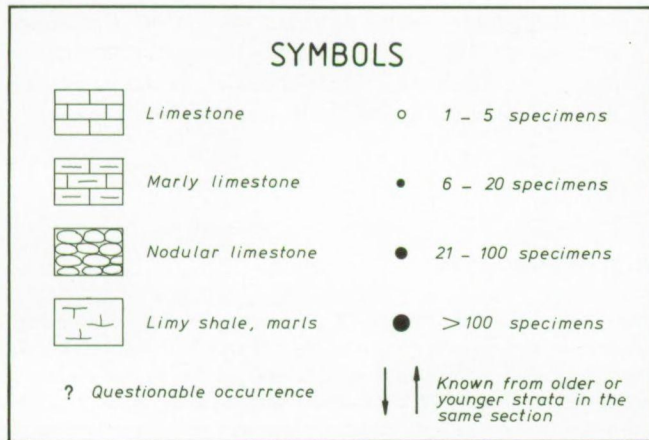 SYMBOLS
Limestone
1 – 5 specimens
Marly limestone
6 – 20 specimens
Nodular limestone
21 – 100 specimens
Limy shale, marls
>100 specimens
? Questionable occurrence
Known from older or
younger strata in the
same section